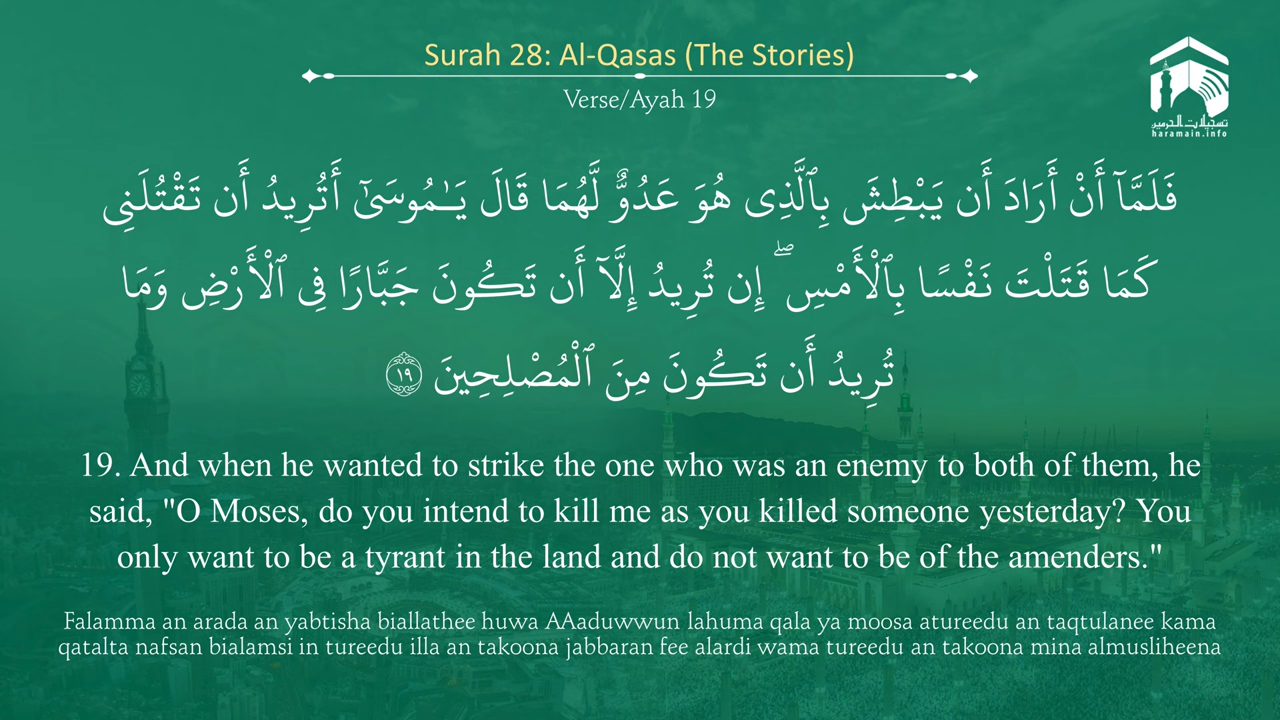 Surah 28: Al-Qasas (The Stories)
Verse/Ayah 19
تسجيلات الحرمين
haramain.info
فَلَمَّآ أَنْ أَرَادَ أَن يَبْطِشَ بِٱلَّذِى هُوَ عَدُوٌّ لَّهُمَا قَالَ يَـٰمُوسَىٰٓ أَتُرِيدُ أَن تَقْتُلَنِى
كَمَا قَتَلْتَ نَفْسًا بِٱلْأَمْسِ ۖ إِن تُرِيدُ إِلَّآ أَن تَكُونَ جَبَّارًا فِى ٱلْأَرْضِ وَمَا
تُرِيدُ أَن تَكُونَ مِنَ ٱلْمُصْلِحِينَ ١٩
19. And when he wanted to strike the one who was an enemy to both of them, he
said, "O Moses, do you intend to kill me as you killed someone yesterday? You
only want to be a tyrant in the land and do not want to be of the amenders."
Falamma an arada an yabtisha biallathee huwa AAaduwwun lahuma qala ya moosa atureedu an taqtulanee kama
qatalta nafsan bialamsi in tureedu illa an takoona jabbaran fee alardi wama tureedu an takoona mina almusliheena